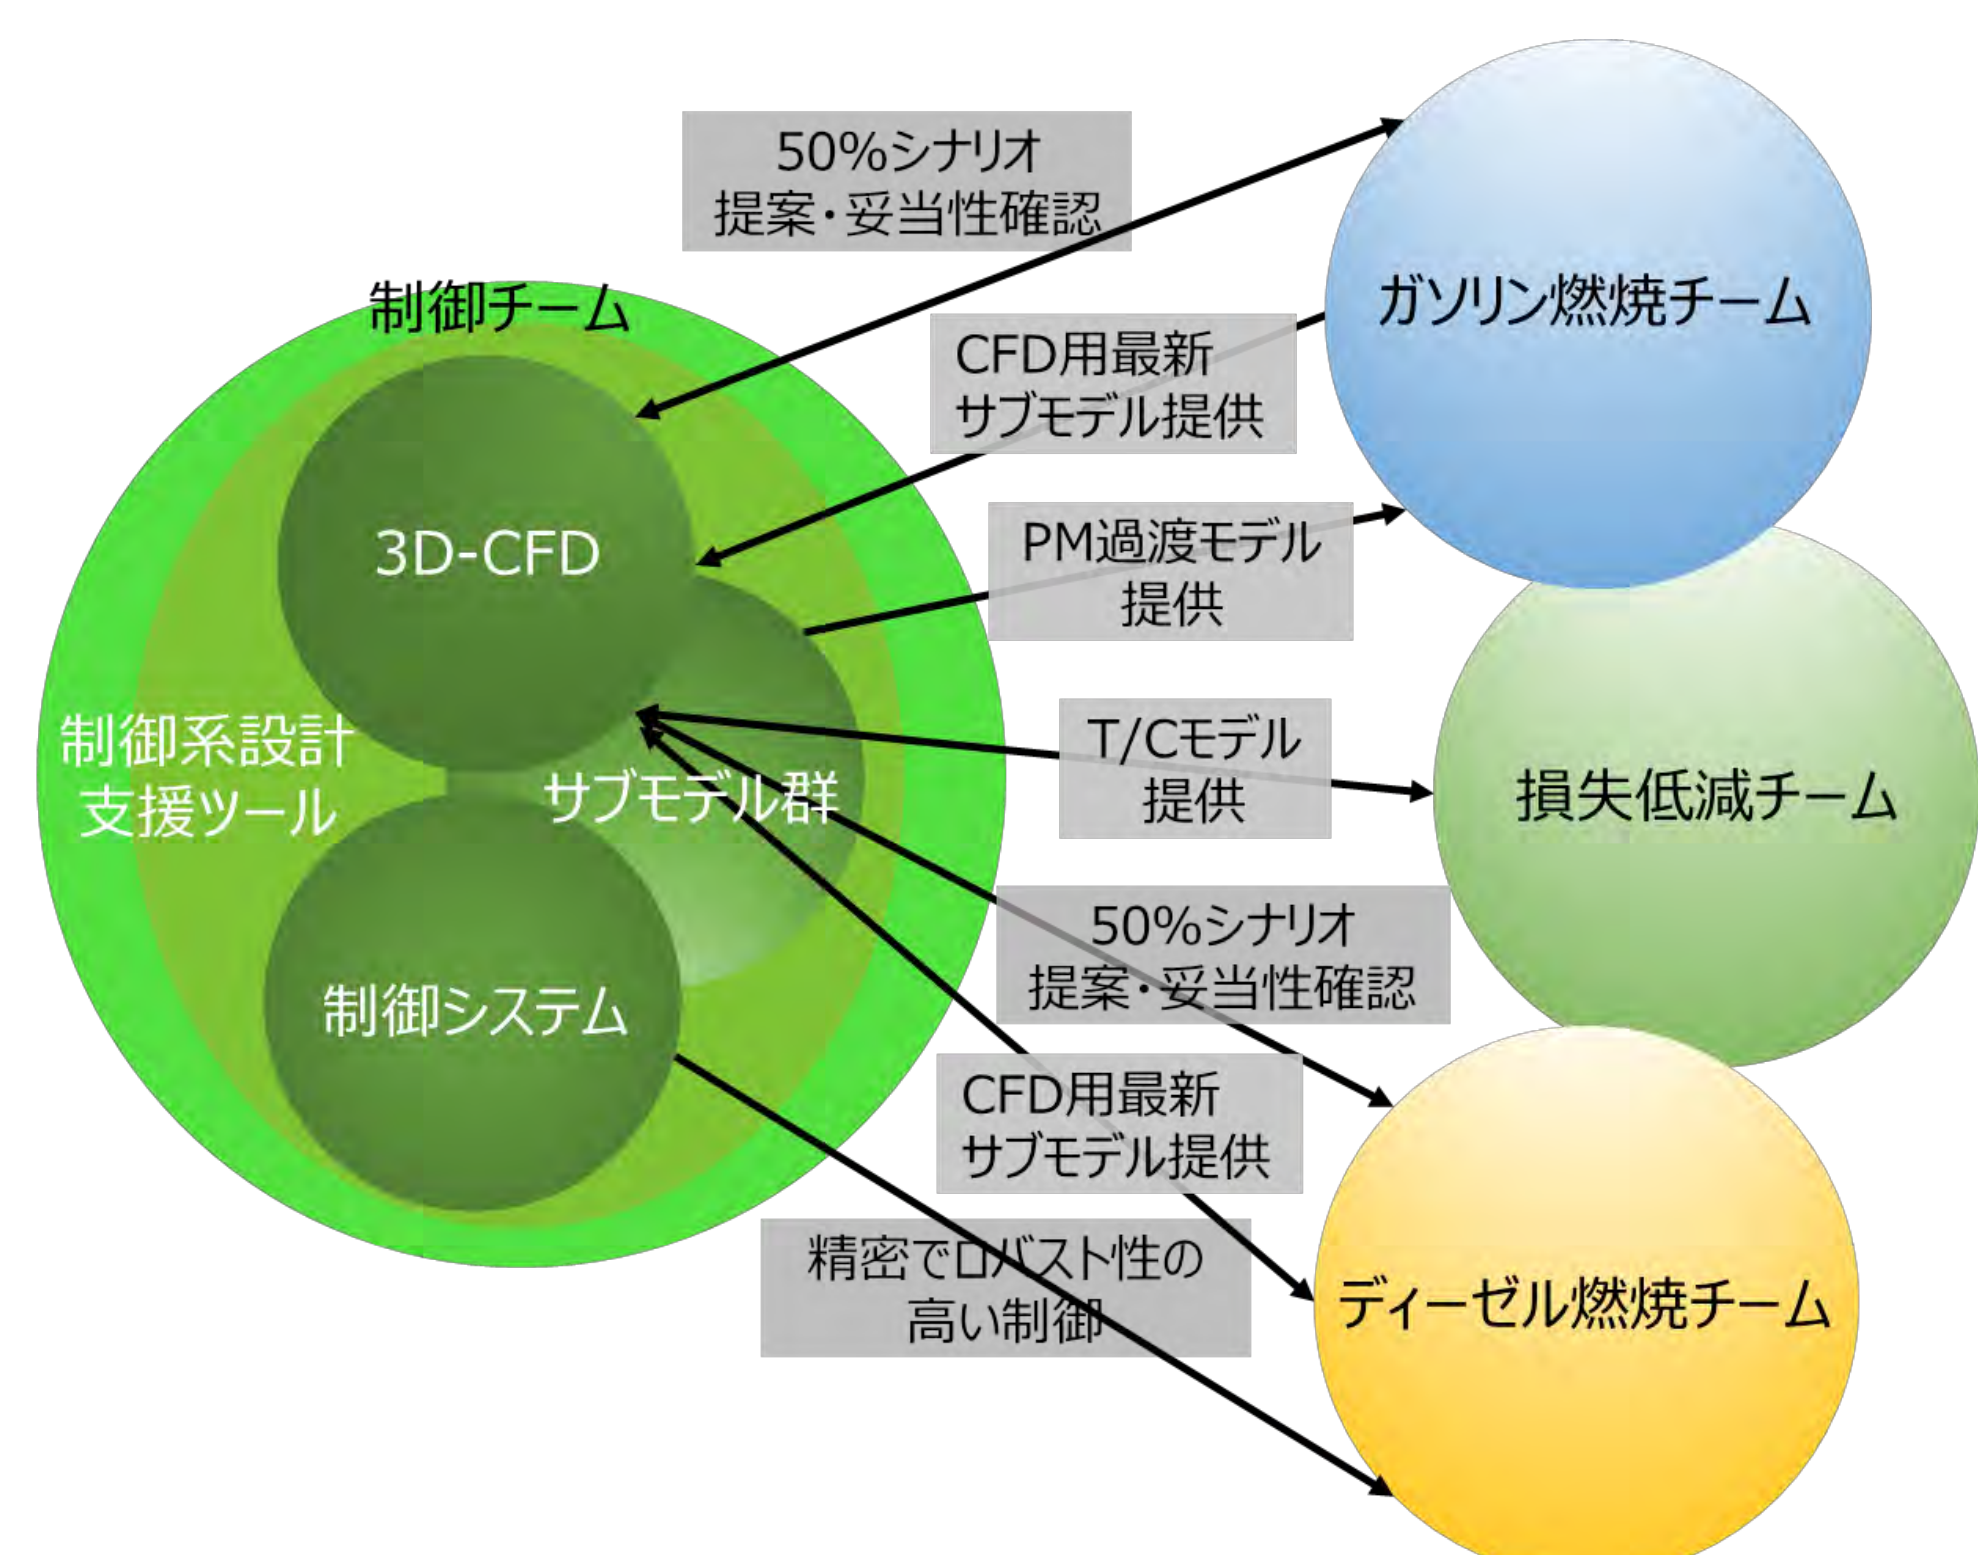 50%シナリオ
提案・妥当性確認
制御チーム
ガソリン燃焼チーム
CFD用最新
サブモデル提供
3D-CFD
PM過渡モデル
提供
制御系設計
支援ツール
サブモデル群
T/Cモデル
提供
損失低減チーム
50%シナリオ
提案・妥当性確認
制御システム
CFD用最新
サブモデル提供
精密でロバスト性の
高い制御
ディーゼル燃焼チーム